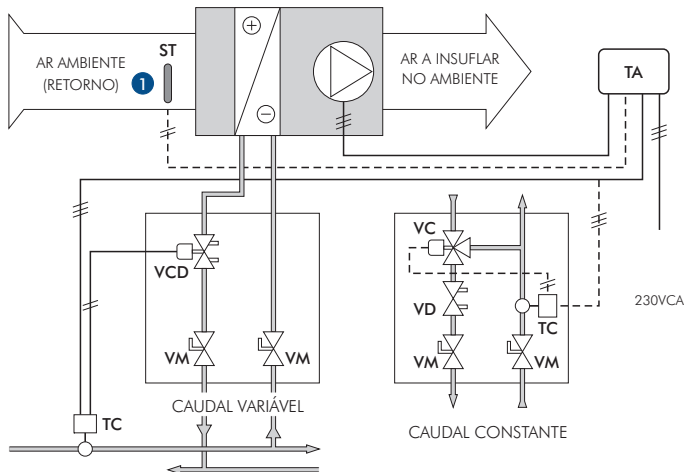 AR AMBIENTE
(RETORNO)
1
ST
+
−
AR A INSUFLAR
NO AMBIENTE
TA
VCD
VM
VM
CAUDAL VARIÁVEL
TC
VC
VD
VM
VM
TC
CAUDAL CONSTANTE
230VCA